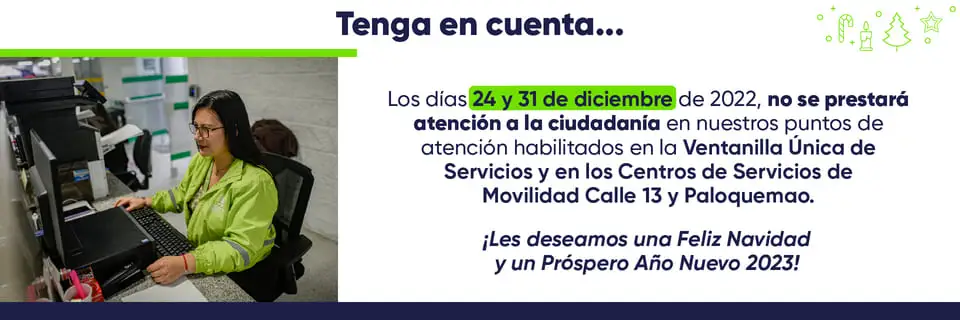 Tenga en cuenta...
Los días 24 y 31 de diciembre de 2022, no se prestará
atención a la ciudadanía en nuestros puntos de
atención habilitados en la Ventanilla Única de
Servicios y en los Centros de Servicios de
Movilidad Calle 13 y Paloquemao.
¡Les deseamos una Feliz Navidad
y un Próspero Año Nuevo 2023!